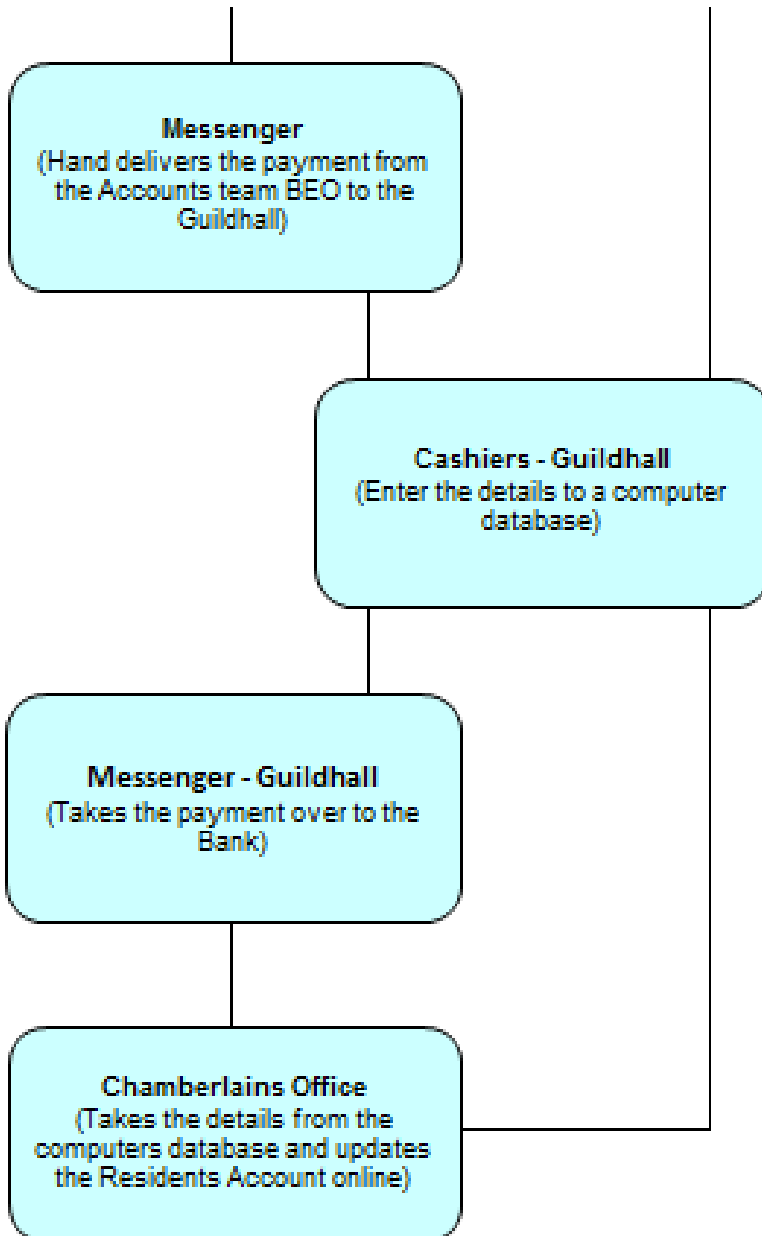 Messenger
(Hand delivers the payment from
the Accounts team BEO to the
Guildhall)
Cashiers - Guildhall
(Enter the details to a computer
database)
Messenger - Guildhall
(Takes the payment over to the
Bank)
Chamberlains Office
(Takes the details from the
computers database and updates
the Residents Account online)